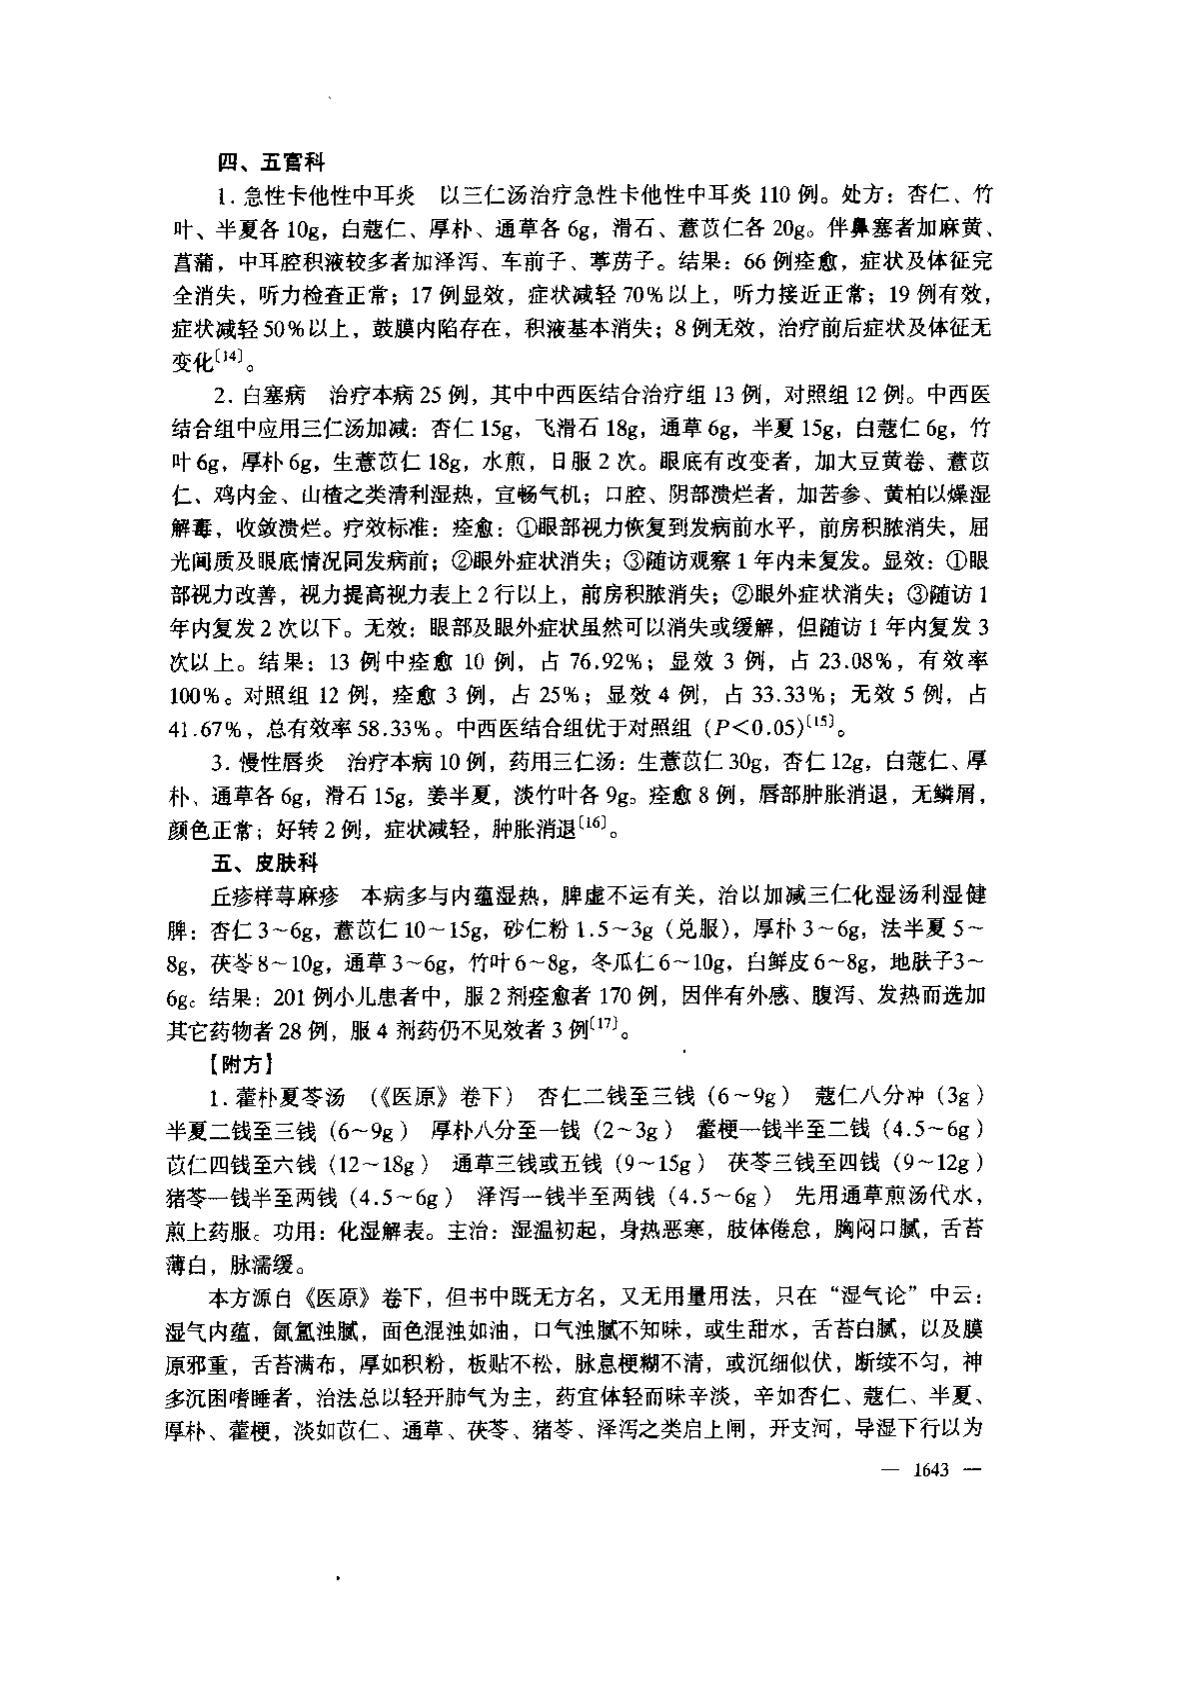 四、五官科
1. 急性卡他性中耳炎　以三仁汤治疗急性卡他性中耳炎 110 例。处方：杏仁、竹
叶、半夏各 10g，白蔻仁、厚朴、通草各 6g，滑石、薏苡仁各 20g。伴鼻塞者加麻黄、
菖蒲，中耳腔积液较多者加泽泻、车前子、葶苈子。结果：66 例痊愈，症状及体征完
全消失，听力检查正常；17 例显效，症状减轻 70％以上，听力接近正常；19 例有效，
症状减轻 50％以上，鼓膜内陷存在，积液基本消失；8 例无效，治疗前后症状及体征无
变化〔14〕。
2. 白塞病　治疗本病 25 例，其中中西医结合治疗组 13 例，对照组 12 例。中西医
结合组中应用三仁汤加减：杏仁 15g，飞滑石 18g，通草 6g，半夏 15g，白蔻仁 6g，竹
叶 6g，厚朴 6g，生薏苡仁 18g，水煎，日服 2 次。眼底有改变者，加大豆黄卷、薏苡
仁、鸡内金、山楂之类清利湿热，宣畅气机；口腔、阴部溃烂者，加苦参、黄柏以燥湿
解毒，收敛溃烂。疗效标准：痊愈：①眼部视力恢复到发病前水平，前房积脓消失，屈
光间质及眼底情况同发病前；②眼外症状消失；③随访观察 1 年内未复发。显效：①眼
部视力改善，视力提高视力表上 2 行以上，前房积脓消失；②眼外症状消失；③随访 1
年内复发 2 次以下。无效：眼部及眼外症状虽然可以消失或缓解，但随访 1 年内复发 3
次以上。结果：13 例中痊愈 10 例，占 76.92％；显效 3 例，占 23.08％，有效率
100％。对照组 12 例，痊愈 3 例，占 25％；显效 4 例，占 33.33％；无效 5 例，占
41.67％，总有效率 58.33％。中西医结合组优于对照组（P＜0.05）〔15〕。
3. 慢性唇炎　治疗本病 10 例，药用三仁汤：生薏苡仁 30g，杏仁 12g，白蔻仁、厚
朴、通草各 6g，滑石 15g，姜半夏，淡竹叶各 9g。痊愈 8 例，唇部肿胀消退，无鳞屑，
颜色正常；好转 2 例，症状减轻，肿胀消退〔16〕。
五、皮肤科
丘疹样荨麻疹　本病多与内蕴湿热，脾虚不运有关，治以加减三仁化湿汤利湿健
脾：杏仁 3～6g，薏苡仁 10～15g，砂仁粉 1.5～3g（兑服），厚朴 3～6g，法半夏 5～
8g，茯苓 8～10g，通草 3～6g，竹叶 6～8g，冬瓜仁 6～10g，白鲜皮 6～8g，地肤子3～
6g。结果：201 例小儿患者中，服 2 剂痊愈者 170 例，因伴有外感、腹泻、发热而选加
其它药物者 28 例，服 4 剂药仍不见效者 3 例〔17〕。
【附方】
1. 藿朴夏苓汤　（《医原》卷下）　杏仁二钱至三钱（6～9g）　蔻仁八分冲（3g）
半夏二钱至三钱（6～9g）　厚朴八分至一钱（2～3g）　藿梗一钱半至二钱（4.5～6g）
苡仁四钱至六钱（12～18g）　通草三钱或五钱（9～15g）　茯苓三钱至四钱（9～12g）
猪苓一钱半至两钱（4.5～6g）　泽泻一钱半至两钱（4.5～6g）　先用通草煎汤代水，
煎上药服。功用：化湿解表。主治：湿温初起，身热恶寒，肢体倦怠，胸闷口腻，舌苔
薄白，脉濡缓。
本方源自《医原》卷下，但书中既无方名，又无用量用法，只在“湿气论”中云：
湿气内蕴，氤氲浊腻，面色混浊如油，口气浊腻不知味，或生甜水，舌苔白腻，以及膜
原邪重，舌苔满布，厚如积粉，板贴不松，脉息梗糊不清，或沉细似伏，断续不匀，神
多沉困嗜睡者，治法总以轻开肺气为主，药宜体轻而味辛淡，辛如杏仁、蔻仁、半夏、
厚朴、藿梗，淡如苡仁、通草、茯苓、猪苓、泽泻之类启上闸，开支河，导湿下行以为
— 1643 —